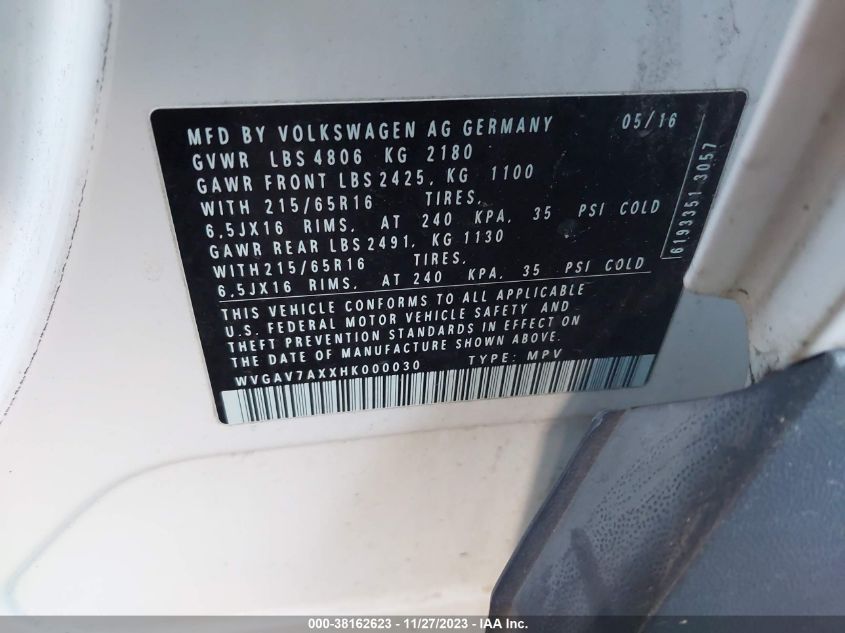 MFD BY VOLKSWAGEN AG GERMANY 05/16
GVWR LBS 4806 KG 2180
GAWR FRONT LBS 2425, KG 1100
WITH 215/65R16 TIRES,
6.5JX16 RIMS, AT 240 KPA, 35 PSI COLD
GAWR REAR LBS 2491, KG 1130
WITH 215/65R16 TIRES,
6.5JX16 RIMS, AT 240 KPA, 35 PSI COLD
THIS VEHICLE CONFORMS TO ALL APPLICABLE
U.S. FEDERAL MOTOR VEHICLE SAFETY AND
THEFT PREVENTION STANDARDS IN EFFECT ON
THE DATE OF MANUFACTURE SHOWN ABOVE.
WVGAV7AXXHK000030 TYPE: MPV
6193351 3057
000-38162623 - 11/27/2023 - IAA Inc.